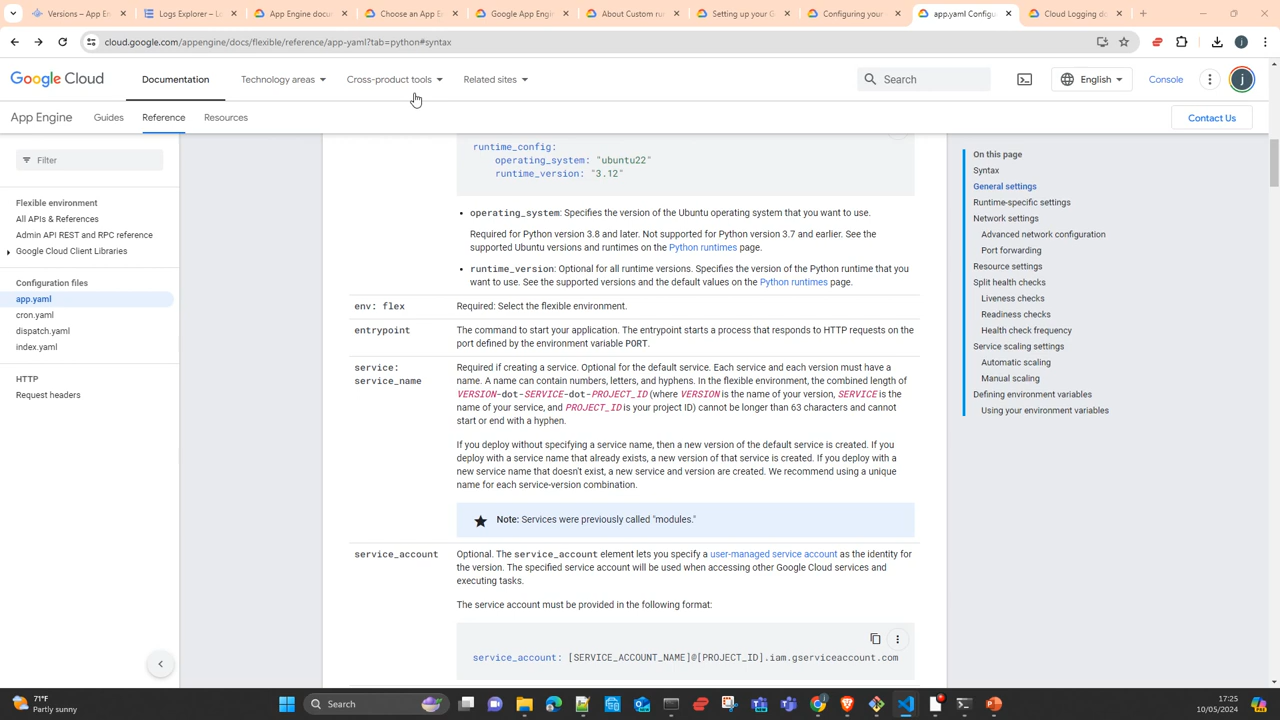 Versions – My First
Logs Explorer – Lo
App Engine docu
Choose an App En
Google App Engin
About Custom run
Setting up your G
Configuring your
app.yaml Configu
Cloud Logging do
cloud.google.com/appengine/docs/flexible/reference/app-yaml?tab=python#syntax
Google Cloud
Documentation
Technology areas
Cross-product tools
Related sites
Search
English
Console
j
App Engine
Guides
Reference
Resources
Contact Us
Filter
Flexible environment
All APIs & References
Admin API REST and RPC reference
Google Cloud Client Libraries
Configuration files
app.yaml
cron.yaml
dispatch.yaml
index.yaml
HTTP
Request headers
runtime_config:
operating_system: "ubuntu22"
runtime_version: "3.12"
• operating_system: Specifies the version of the Ubuntu operating system that you want to use.
Required for Python version 3.8 and later. Not supported for Python version 3.7 and earlier. See the
supported Ubuntu versions and runtimes on the Python runtimes page.
• runtime_version: Optional for all runtime versions. Specifies the version of the Python runtime that you
want to use. See the supported versions and the default values on the Python runtimes page.
env: flex
Required: Select the flexible environment.
entrypoint
The command to start your application. The entrypoint starts a process that responds to HTTP requests on the
port defined by the environment variable PORT.
service:
service_name
Required if creating a service. Optional for the default service. Each service and each version must have a
name. A name can contain numbers, letters, and hyphens. In the flexible environment, the combined length of
VERSION-dot-SERVICE-dot-PROJECT_ID (where VERSION is the name of your version, SERVICE is the
name of your service, and PROJECT_ID is your project ID) cannot be longer than 63 characters and cannot
start or end with a hyphen.
If you deploy without specifying a service name, then a new version of the default service is created. If you
deploy with a service name that already exists, a new version of that service is created. If you deploy with a
new service name that doesn't exist, a new service and version are created. We recommend using a unique
name for each service-version combination.
Note: Services were previously called "modules."
service_account
Optional. The service_account element lets you specify a user-managed service account as the identity for
the version. The specified service account will be used when accessing other Google Cloud services and
executing tasks.
The service account must be provided in the following format:
service_account: [SERVICE_ACCOUNT_NAME]@[PROJECT_ID].iam.gserviceaccount.com
On this page
Syntax
General settings
Runtime-specific settings
Network settings
Advanced network configuration
Port forwarding
Resource settings
Split health checks
Liveness checks
Readiness checks
Health check frequency
Service scaling settings
Automatic scaling
Manual scaling
Defining environment variables
Using your environment variables
71°F
Partly sunny
Search
17:25
10/05/2024